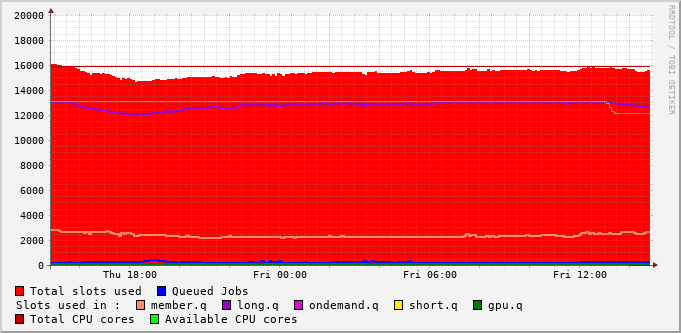 20000
18000
16000
14000
12000
10000
8000
6000
4000
2000
0
Thu 18:00 Fri 00:00 Fri 06:00 Fri 12:00
Total slots used Queued Jobs
Slots used in : member.q long.q ondemand.q short.q gpu.q
Total CPU cores Available CPU cores
RRDTOOL / TOBI OETIKER